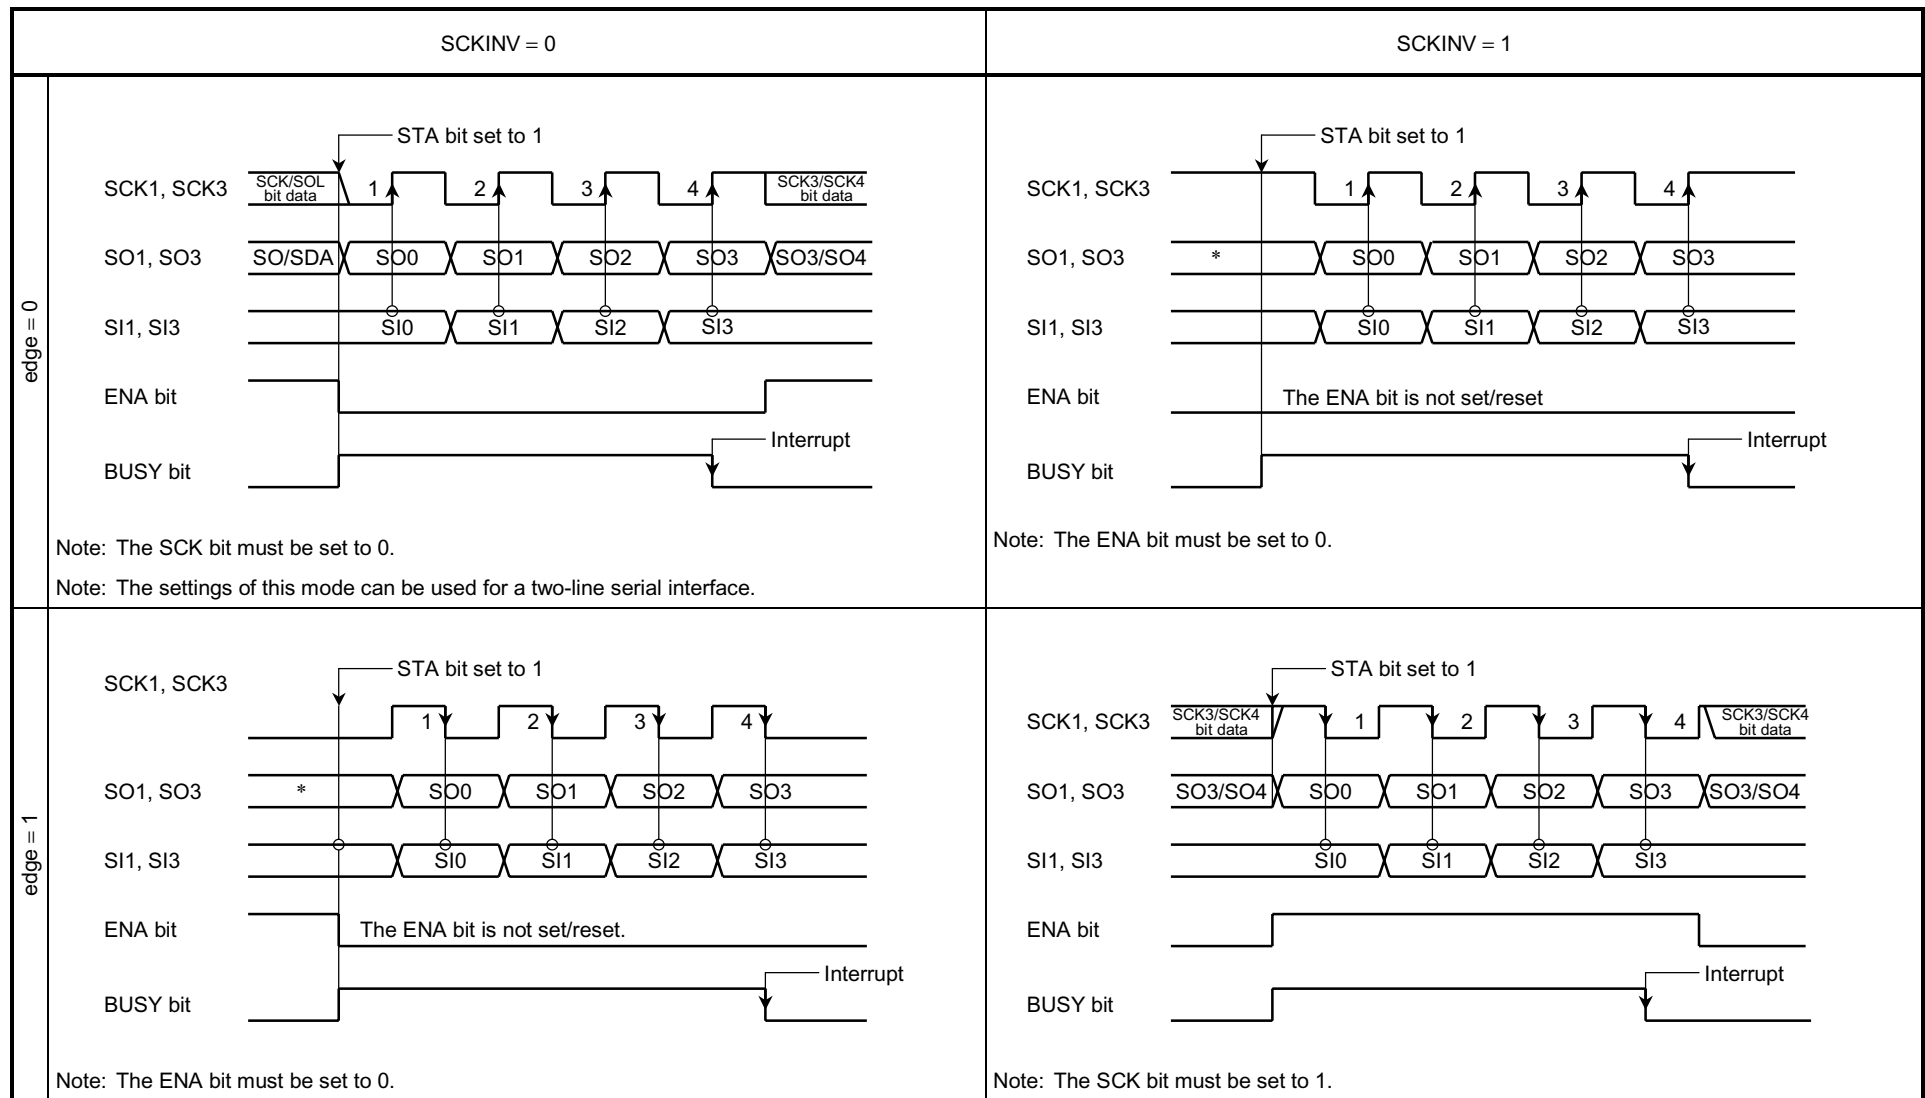 SCKINV = 0
SCKINV = 1
edge = 0
STA bit set to 1
SCK1, SCK3
SCK/SOL
bit data
1
2
3
4
SCK3/SCK4
bit data
SO1, SO3
SO/SDA
SO0
SO1
SO2
SO3
SO3/SO4
SI1, SI3
SI0
SI1
SI2
SI3
ENA bit
Interrupt
BUSY bit
Note: The SCK bit must be set to 0.
Note: The settings of this mode can be used for a two-line serial interface.
STA bit set to 1
SCK1, SCK3
1
2
3
4
SO1, SO3
*
SO0
SO1
SO2
SO3
SI1, SI3
SI0
SI1
SI2
SI3
ENA bit
The ENA bit is not set/reset
Interrupt
BUSY bit
Note: The ENA bit must be set to 0.
edge = 1
STA bit set to 1
SCK1, SCK3
1
2
3
4
SO1, SO3
*
SO0
SO1
SO2
SO3
SI1, SI3
SI0
SI1
SI2
SI3
ENA bit
The ENA bit is not set/reset.
Interrupt
BUSY bit
Note: The ENA bit must be set to 0.
STA bit set to 1
SCK1, SCK3
SCK3/SCK4
bit data
1
2
3
4
SCK3/SCK4
bit data
SO1, SO3
SO3/SO4
SO0
SO1
SO2
SO3
SO3/SO4
SI1, SI3
SI0
SI1
SI2
SI3
ENA bit
Interrupt
BUSY bit
Note: The SCK bit must be set to 1.